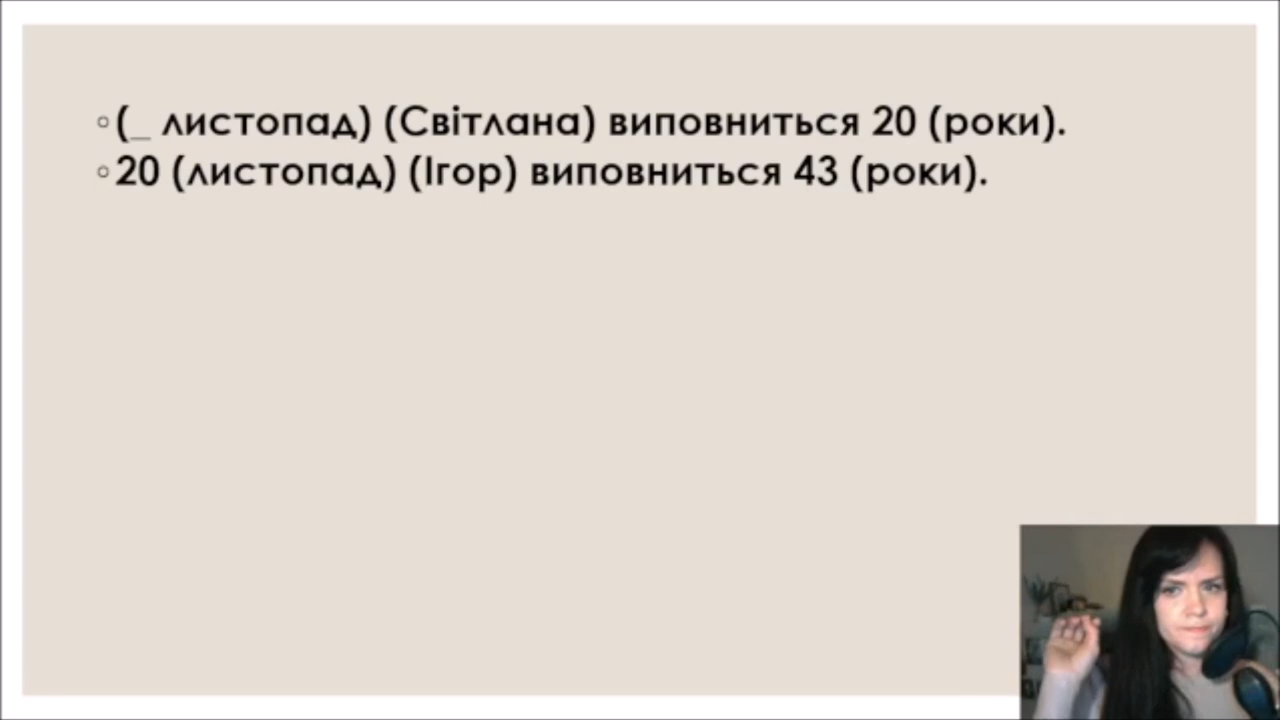 ◦(_ листопад) (Світлана) виповниться 20 (роки).
◦20 (листопад) (Ігор) виповниться 43 (роки).